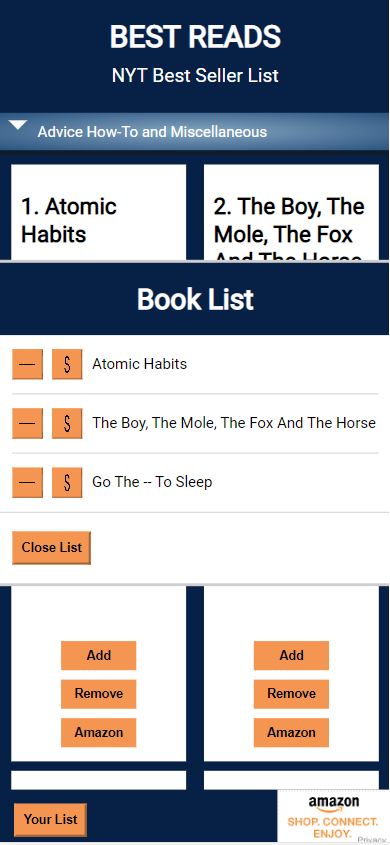 BEST READS
NYT Best Seller List
Advice How-To and Miscellaneous
1. Atomic
Habits
2. The Boy, The
Mole, The Fox
And The Horse
Book List
— $ Atomic Habits
— $ The Boy, The Mole, The Fox And The Horse
— $ Go The -- To Sleep
Close List
Add
Remove
Amazon
Add
Remove
Amazon
Your List
amazon
SHOP. CONNECT.
ENJOY.
Privacy